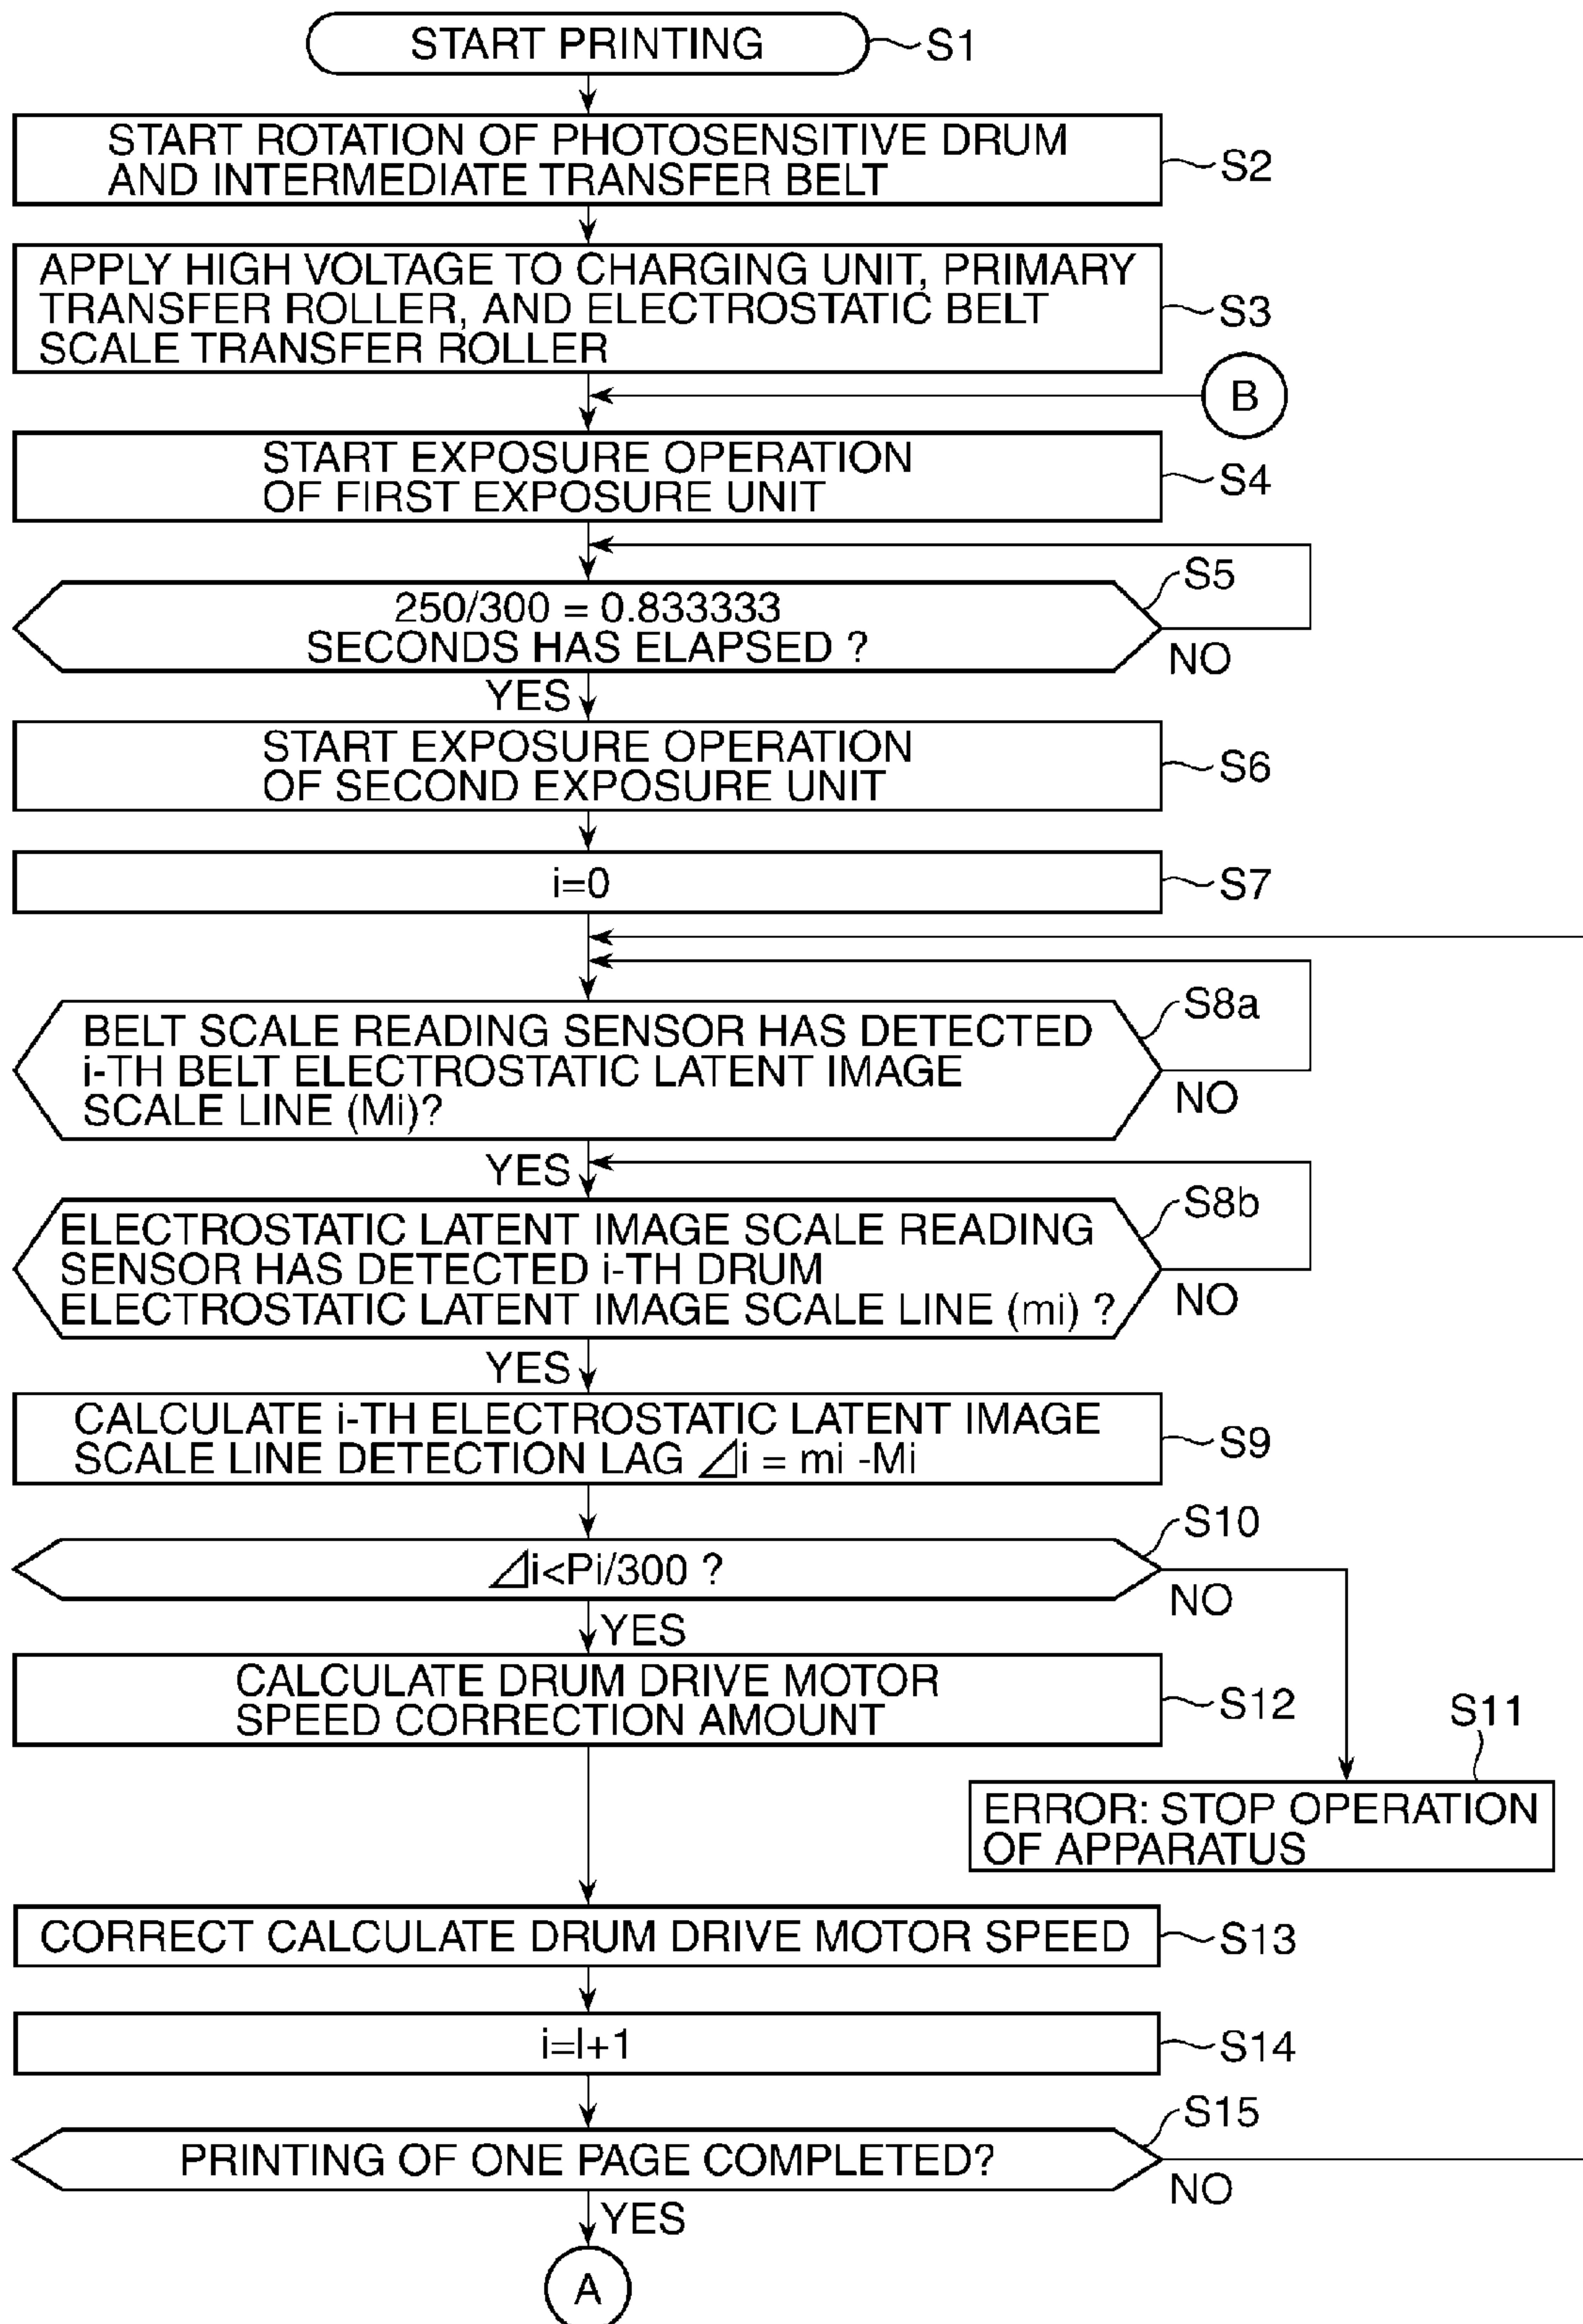 START PRINTING
S1
START ROTATION OF PHOTOSENSITIVE DRUM
AND INTERMEDIATE TRANSFER BELT
S2
APPLY HIGH VOLTAGE TO CHARGING UNIT, PRIMARY
TRANSFER ROLLER, AND ELECTROSTATIC BELT
SCALE TRANSFER ROLLER
S3
B
START EXPOSURE OPERATION
OF FIRST EXPOSURE UNIT
S4
250/300 = 0.833333
SECONDS HAS ELAPSED ?
S5
NO
YES
START EXPOSURE OPERATION
OF SECOND EXPOSURE UNIT
S6
i=0
S7
BELT SCALE READING SENSOR HAS DETECTED
i-TH BELT ELECTROSTATIC LATENT IMAGE
SCALE LINE (Mi)?
S8a
NO
YES
ELECTROSTATIC LATENT IMAGE SCALE READING
SENSOR HAS DETECTED i-TH DRUM
ELECTROSTATIC LATENT IMAGE SCALE LINE (mi) ?
S8b
NO
YES
CALCULATE i-TH ELECTROSTATIC LATENT IMAGE
SCALE LINE DETECTION LAG ⊿i = mi -Mi
S9
⊿i<Pi/300 ?
S10
NO
YES
CALCULATE DRUM DRIVE MOTOR
SPEED CORRECTION AMOUNT
S12
S11
ERROR: STOP OPERATION
OF APPARATUS
CORRECT CALCULATE DRUM DRIVE MOTOR SPEED
S13
i=I+1
S14
PRINTING OF ONE PAGE COMPLETED?
S15
NO
YES
A